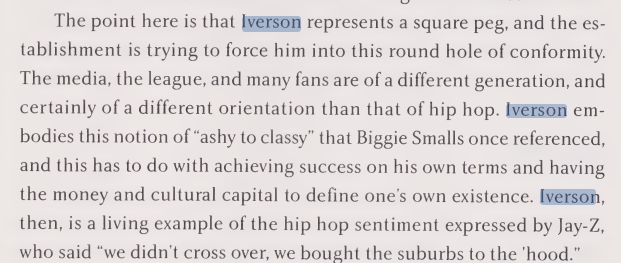 The point here is that Iverson represents a square peg, and the es-
tablishment is trying to force him into this round hole of conformity.
The media, the league, and many fans are of a different generation, and
certainly of a different orientation than that of hip hop. Iverson em-
bodies this notion of “ashy to classy” that Biggie Smalls once referenced,
and this has to do with achieving success on his own terms and having
the money and cultural capital to define one's own existence. Iverson,
then, is a living example of the hip hop sentiment expressed by Jay-Z,
who said “we didn't cross over, we bought the suburbs to the 'hood.”